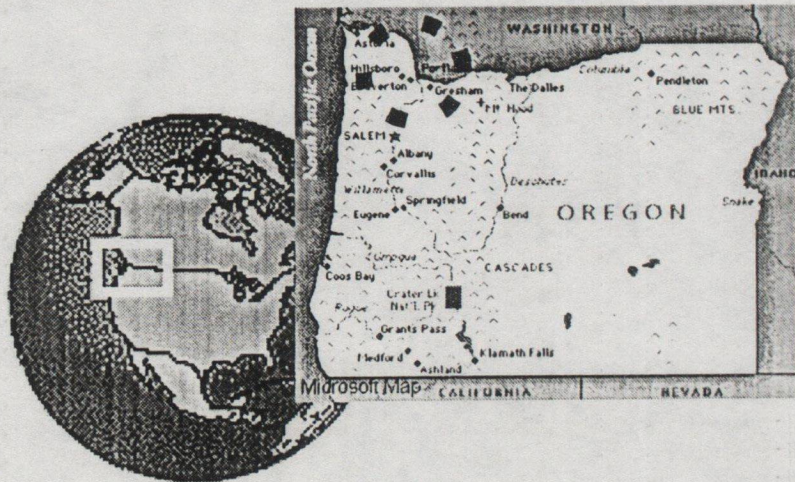 WASHINGTON
Astoria
North Pacific Ocean
Hillsboro
Columbia
Pendleton
Gresham
The Dalles
Mt. Hood
BLUE MTS.
SALEM
Albany
Corvallis
IDAHO
Willamette
Deschutes
Springfield
Snake
Eugene
Bend
OREGON
Umpqua
Coos Bay
CASCADES
Crater Lk
Nat'l. Pk
Rogue
Grants Pass
Medford
Klamath Falls
Ashland
Microsoft Map
CALIFORNIA
NEVADA